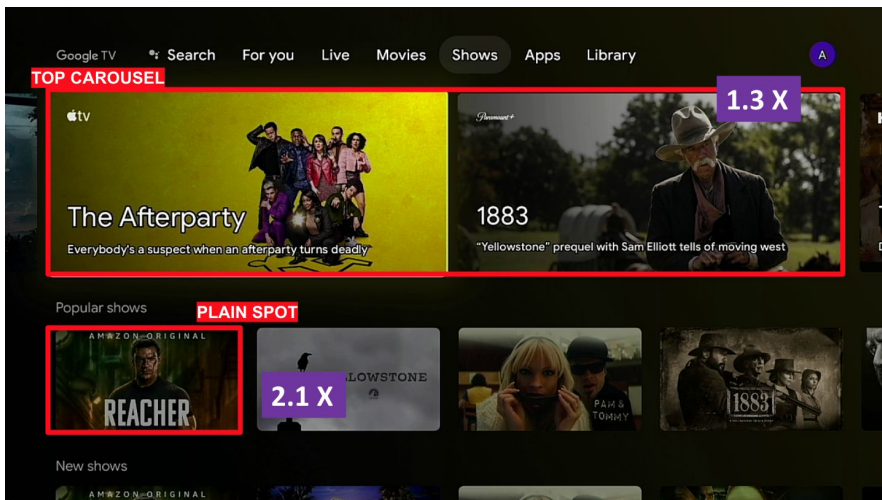 Google TV Search For you Live Movies Shows Apps Library A
TOP CAROUSEL
1.3 X
tv
Paramount+
The Afterparty
1883
Everybody's a suspect when an afterparty turns deadly
"Yellowstone" prequel with Sam Elliott tells of moving west
Popular shows
PLAIN SPOT
AMAZON ORIGINAL
REACHER
LOWSTONE
2.1 X
PAM &
TOMMY
1883
New shows
AMAZON ORIGINAL